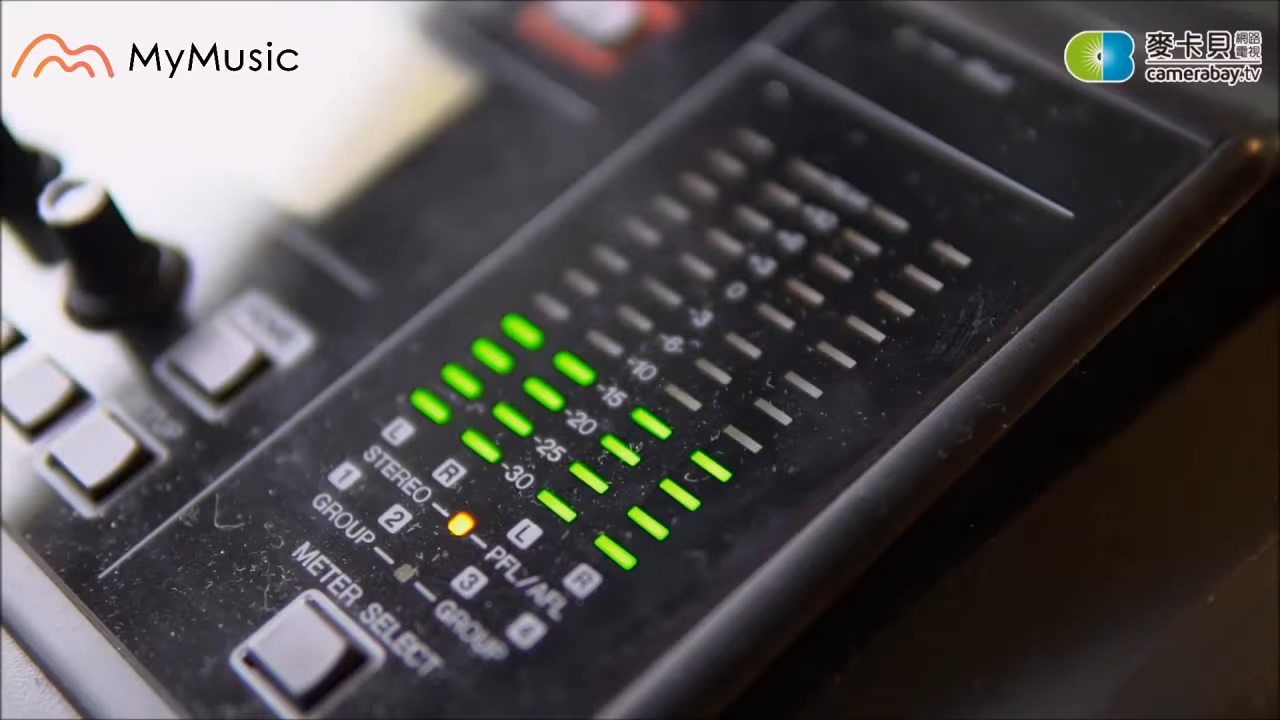 MyMusic
麥卡貝
網路
電視
camerabay.tv
0
-3
-6
-10
-15
-20
-25
-30
L
STEREO
R
1
GROUP
2
L
PFL/AFL
R
3
GROUP
4
METER SELECT